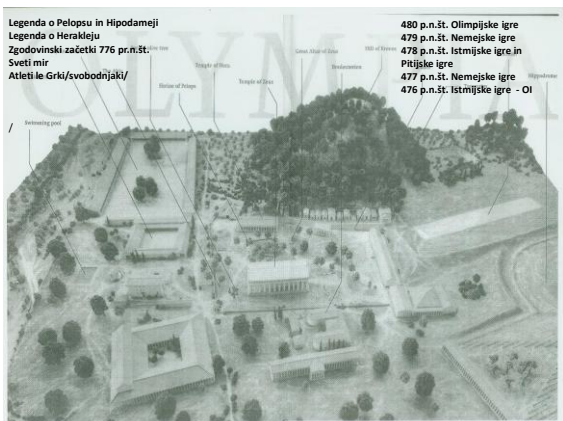 Legenda o Pelopsu in Hipodameji
Legenda o Herakleju
Zgodovinski začetki 776 pr.n.št.
Sveti mir
Atleti le Grki/svobodnjaki/
/
480 p.n.št. Olimpijske igre
479 p.n.št. Nemejske igre
478 p.n.št. Istmijske igre in
Pitijske igre
477 p.n.št. Nemejske igre
476 p.n.št. Istmijske igre - OI
OLYMPIA
Temple of Hera
Shrine of Pelops
Temple of Zeus
Great Altar of Zeus
Hill of Kronos
Hippodrome
Swimming pool